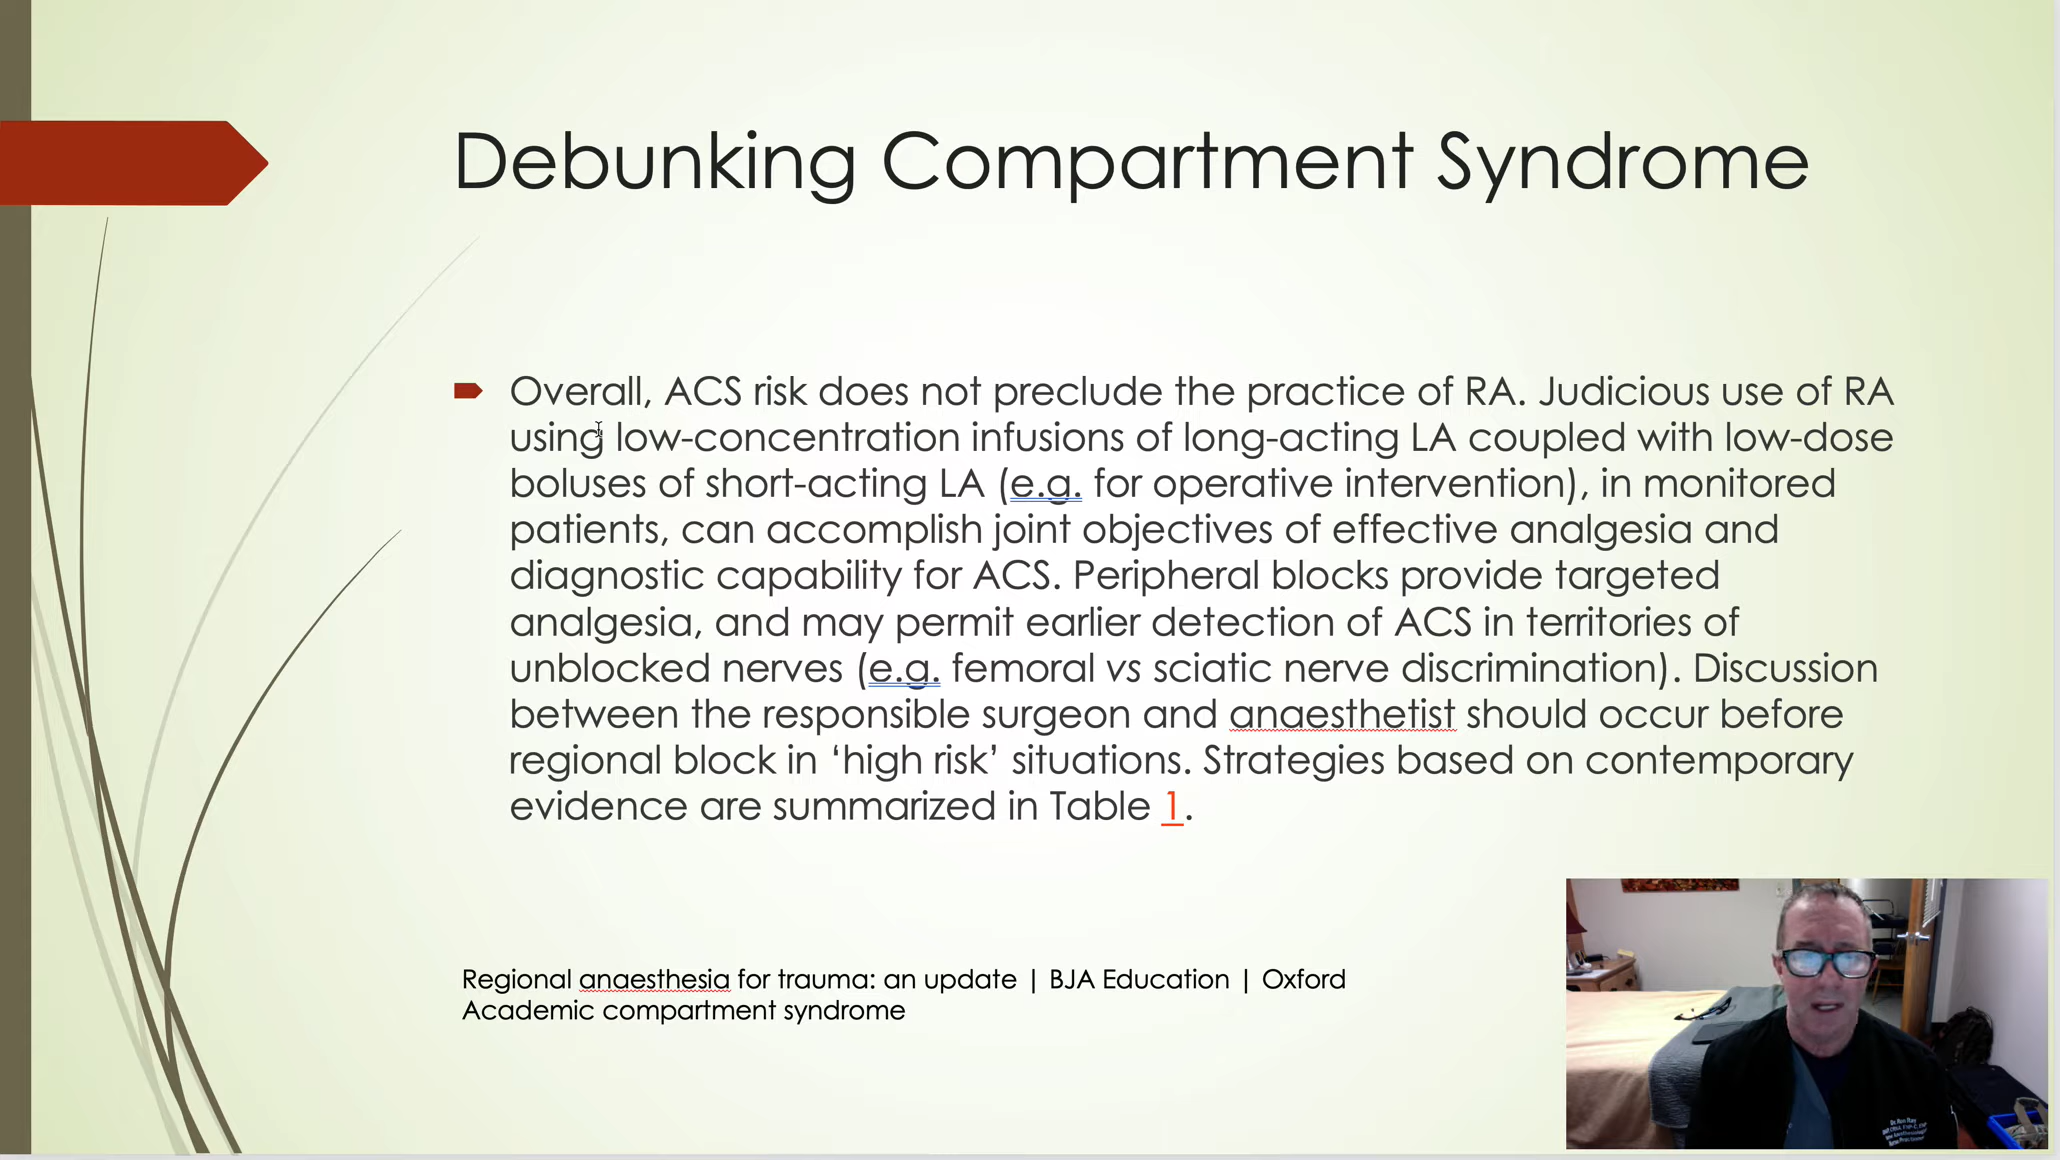 Debunking Compartment Syndrome
Overall, ACS risk does not preclude the practice of RA. Judicious use of RA
using low-concentration infusions of long-acting LA coupled with low-dose
boluses of short-acting LA (e.g. for operative intervention), in monitored
patients, can accomplish joint objectives of effective analgesia and
diagnostic capability for ACS. Peripheral blocks provide targeted
analgesia, and may permit earlier detection of ACS in territories of
unblocked nerves (e.g. femoral vs sciatic nerve discrimination). Discussion
between the responsible surgeon and anaesthetist should occur before
regional block in ‘high risk’ situations. Strategies based on contemporary
evidence are summarized in Table 1.
Regional anaesthesia for trauma: an update | BJA Education | Oxford
Academic compartment syndrome